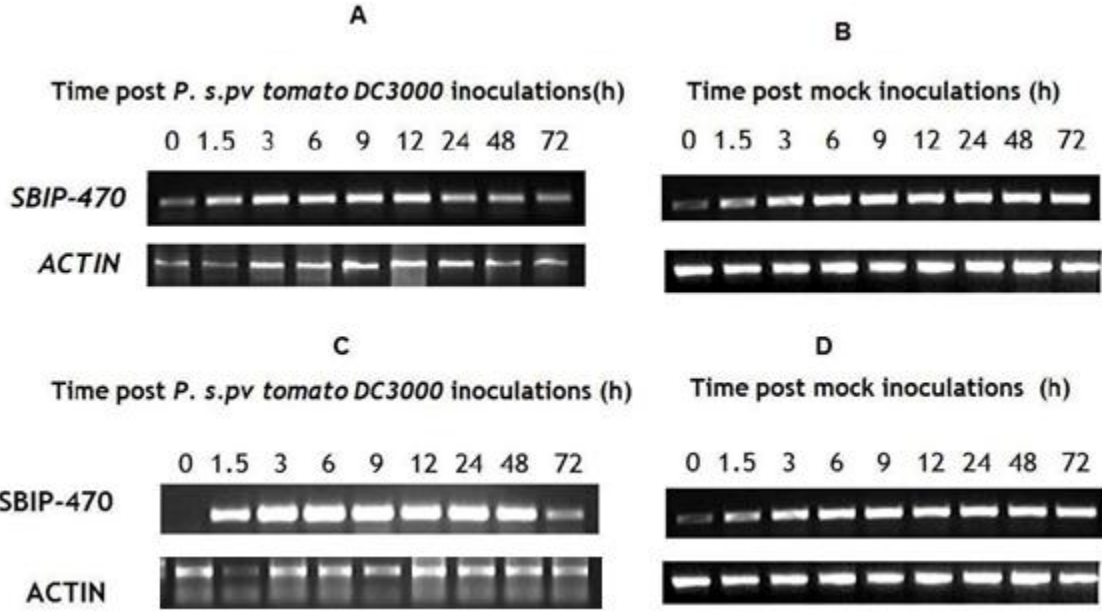 A
Time post P. s.pv tomato DC3000 inoculations(h)
0 1.5 3 6 9 12 24 48 72
SBIP-470
ACTIN
B
Time post mock inoculations (h)
0 1.5 3 6 9 12 24 48 72
C
Time post P. s.pv tomato DC3000 inoculations (h)
0 1.5 3 6 9 12 24 48 72
SBIP-470
ACTIN
D
Time post mock inoculations (h)
0 1.5 3 6 9 12 24 48 72